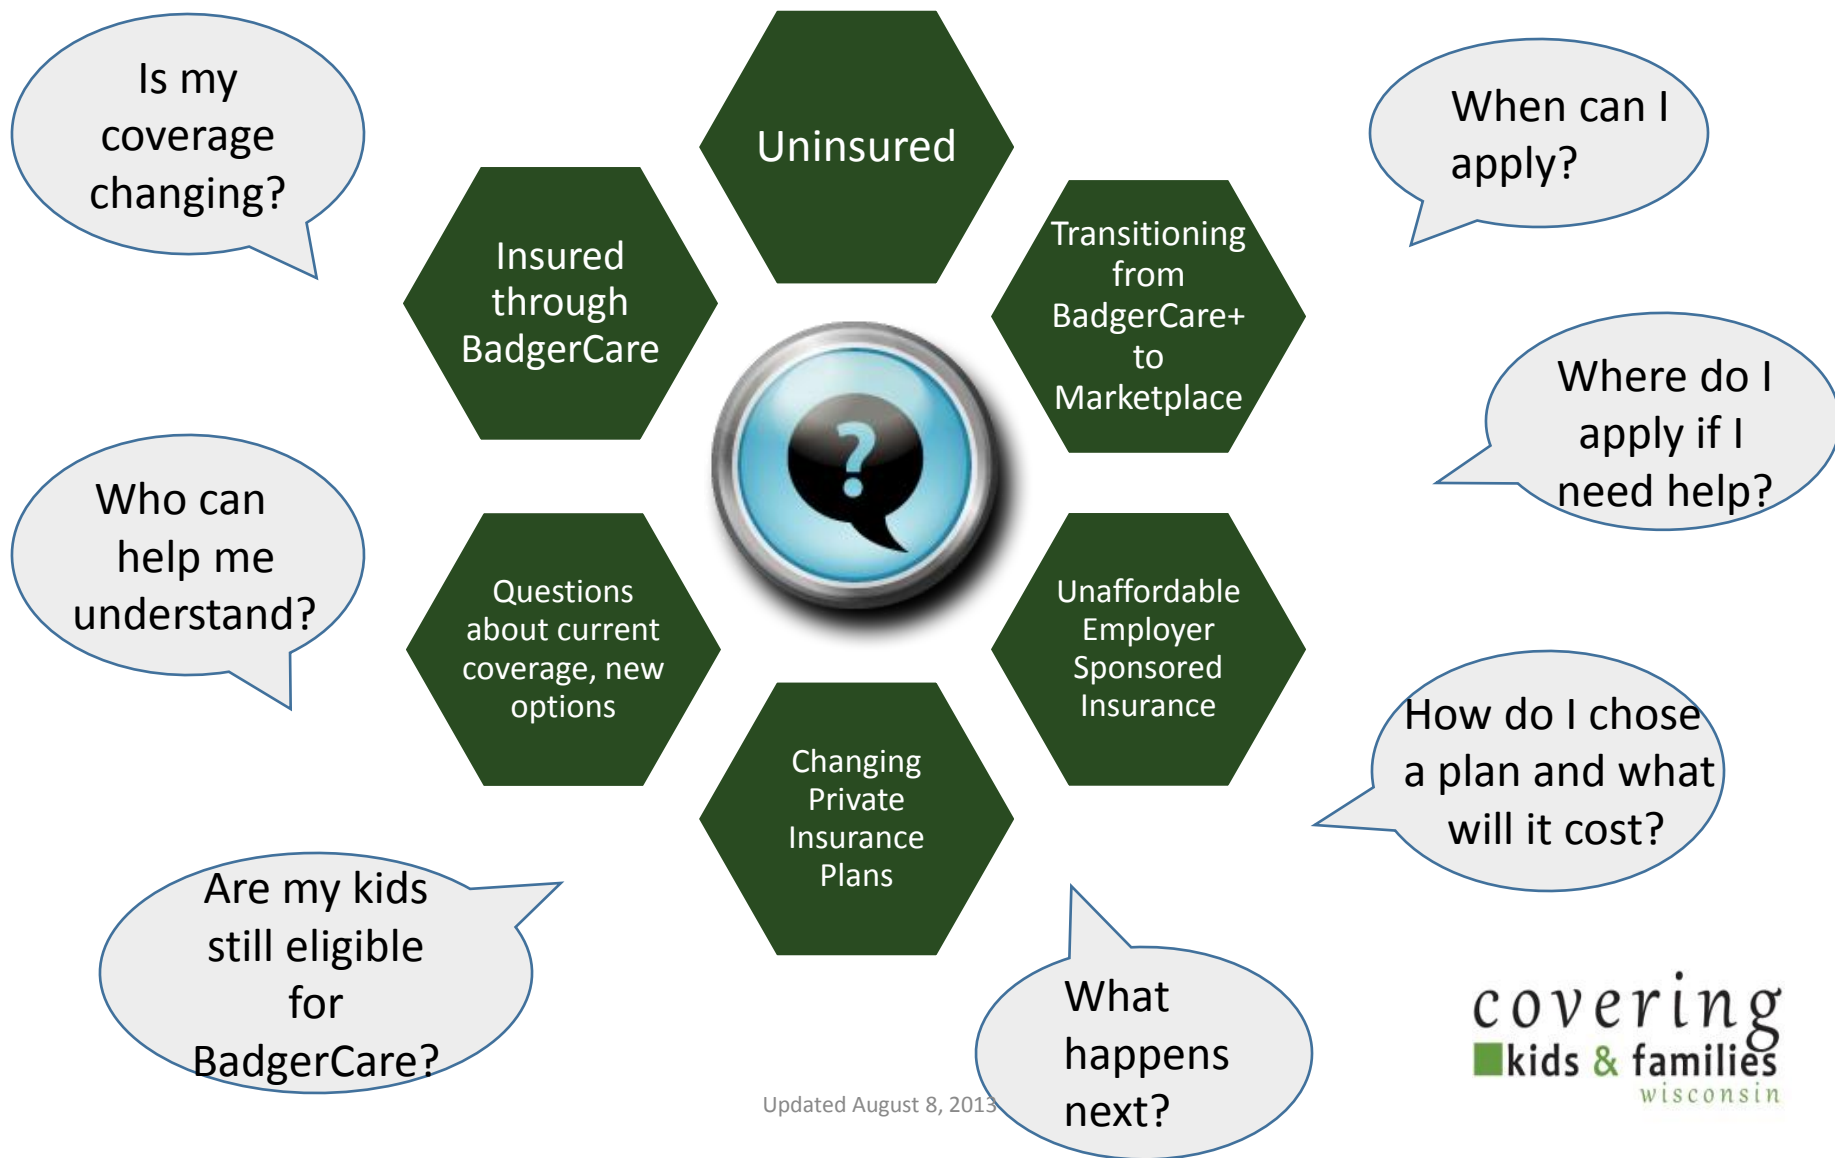 Is my
coverage
changing?
Uninsured
When can I
apply?
Insured
through
BadgerCare
Transitioning
from
BadgerCare+
to
Marketplace
Where do I
apply if I
need help?
?
Who can
help me
understand?
Questions
about current
coverage, new
options
Unaffordable
Employer
Sponsored
Insurance
How do I chose
a plan and what
will it cost?
Changing
Private
Insurance
Plans
Are my kids
still eligible
for
BadgerCare?
What
happens
next?
covering
kids & families
wisconsin
Updated August 8, 2013